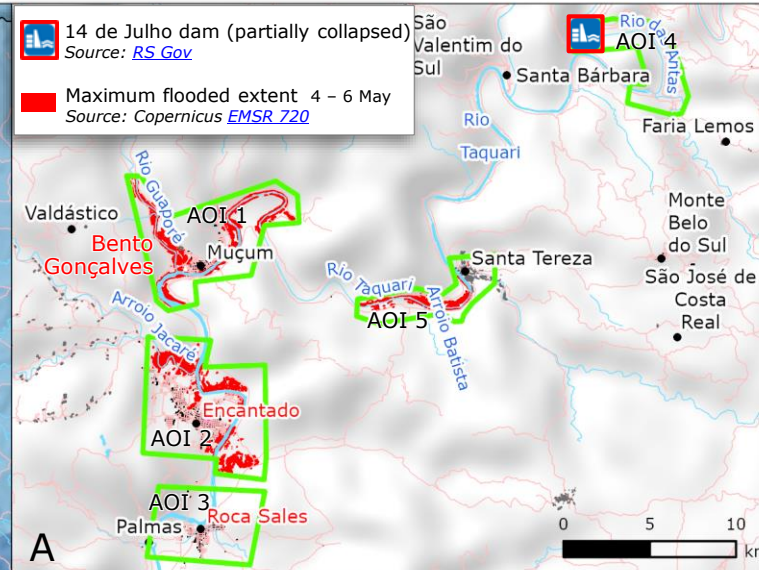 14 de Julho dam (partially collapsed)
Source: RS Gov
Maximum flooded extent 4 – 6 May
Source: Copernicus EMSR 720
São
Valentim do
Sul
Rio das Antas
AOI 4
Santa Bárbara
Faria Lemos
Rio
Taquari
Rio Guaporé
Valdástico
AOI 1
Bento
Gonçalves
Muçum
Monte
Belo
do Sul
Santa Tereza
São José de
Costa
Real
Rio Taquari
AOI 5
Arroio Batista
Arroio Jacaré
Encantado
AOI 2
AOI 3
Palmas
Roca Sales
A
0 5 10
km